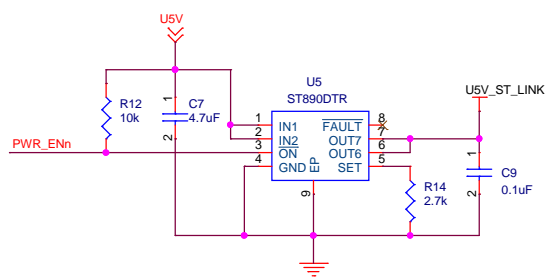 U5V
U5
ST890DTR
U5V_ST_LINK
R12
10k
C7
4.7uF
1
2
PWR_ENn
1
2
3
4
IN1
IN2
ON
GND
EP
9
FAULT
OUT7
OUT6
SET
8
7
6
5
R14
2.7k
1
2
C9
0.1uF